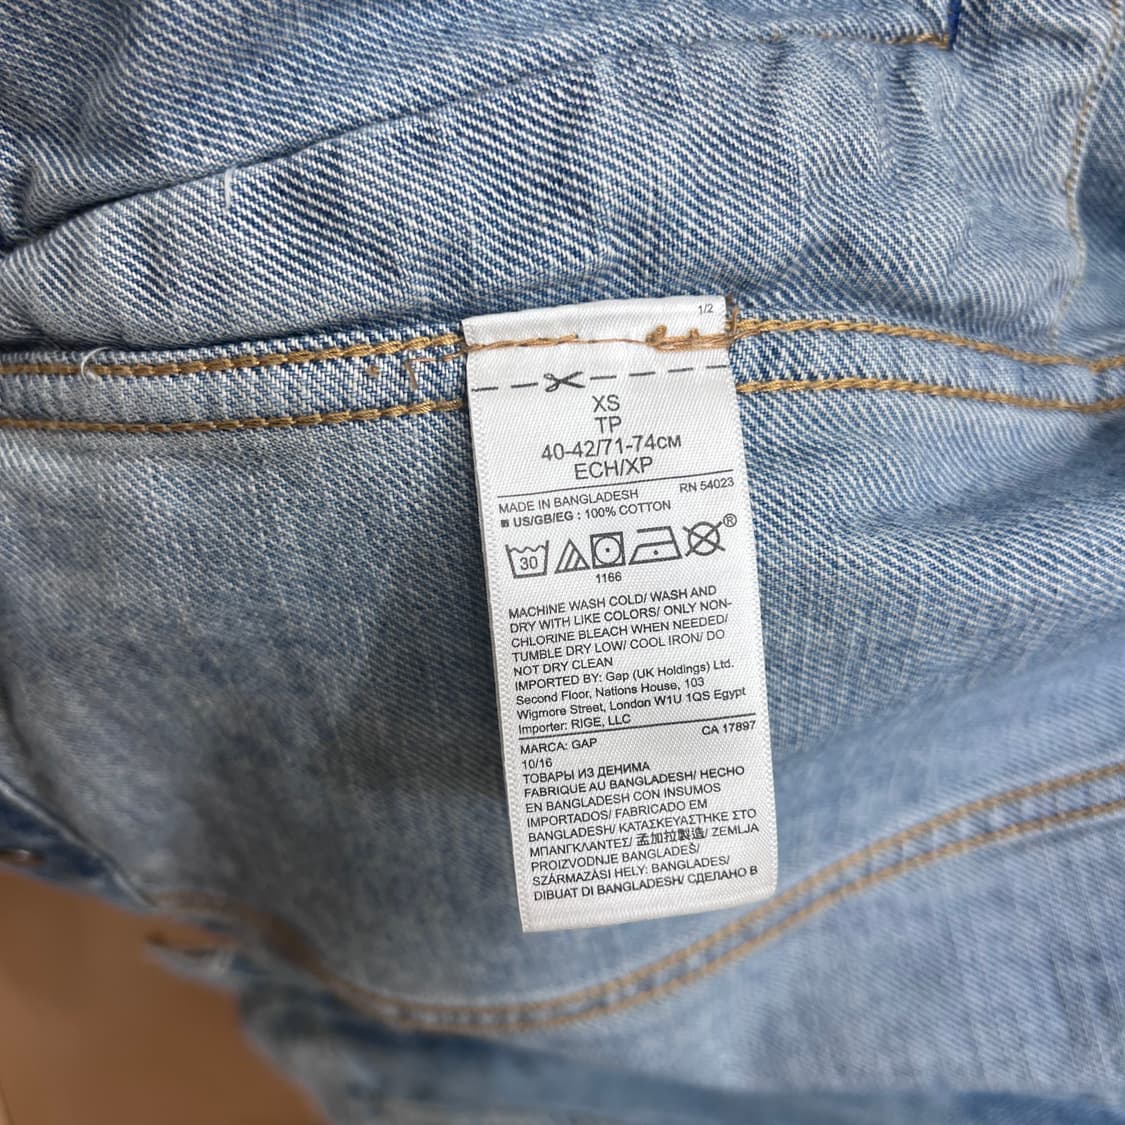 1/2
XS
TP
40-42/71-74CM
ECH/XP
MADE IN BANGLADESH RN 54023
US/GB/EG : 100% COTTON
30 ®
1166
MACHINE WASH COLD/ WASH AND
DRY WITH LIKE COLORS/ ONLY NON-
CHLORINE BLEACH WHEN NEEDED/
TUMBLE DRY LOW/ COOL IRON/ DO
NOT DRY CLEAN
IMPORTED BY: Gap (UK Holdings) Ltd.
Second Floor, Nations House, 103
Wigmore Street, London W1U 1QS Egypt
Importer: RIGE, LLC
MARCA: GAP CA 17897
10/16
ТОВАРЫ ИЗ ДЕНИМА
FABRIQUE AU BANGLADESH/ HECHO
EN BANGLADESH CON INSUMOS
IMPORTADOS/ FABRICADO EM
BANGLADESH/ ΚΑΤΑΣΚΕΥΑΣΤΗΚΕ ΣΤΟ
ΜΠΑΝΓΚΛΑΝΤΕΣ/ 孟加拉製造/ ZEMLJA
PROIZVODNJE BANGLADEŠ/
SZÁRMAZÁSI HELY: BANGLADES/
DIBUAT DI BANGLADESH/ СДЕЛАНО В